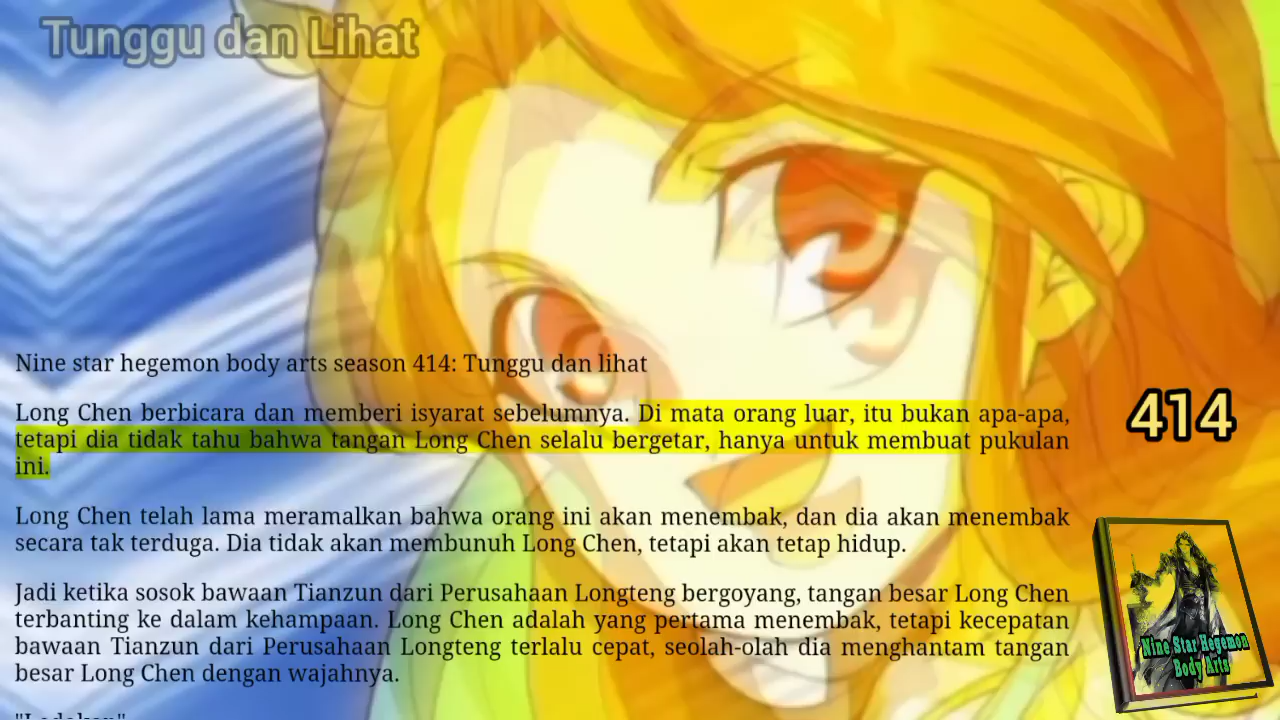 Tunggu dan Lihat
Nine star hegemon body arts season 414: Tunggu dan lihat
Long Chen berbicara dan memberi isyarat sebelumnya. Di mata orang luar, itu bukan apa-apa,
tetapi dia tidak tahu bahwa tangan Long Chen selalu bergetar, hanya untuk membuat pukulan
ini.
414
Long Chen telah lama meramalkan bahwa orang ini akan menembak, dan dia akan menembak
secara tak terduga. Dia tidak akan membunuh Long Chen, tetapi akan tetap hidup.
Jadi ketika sosok bawaan Tianzun dari Perusahaan Longteng bergoyang, tangan besar Long Chen
terbanting ke dalam kehampaan. Long Chen adalah yang pertama menembak, tetapi kecepatan
bawaan Tianzun dari Perusahaan Longteng terlalu cepat, seolah-olah dia menghantam tangan
besar Long Chen dengan wajahnya.
Nine Star Hegemon
Body Arts